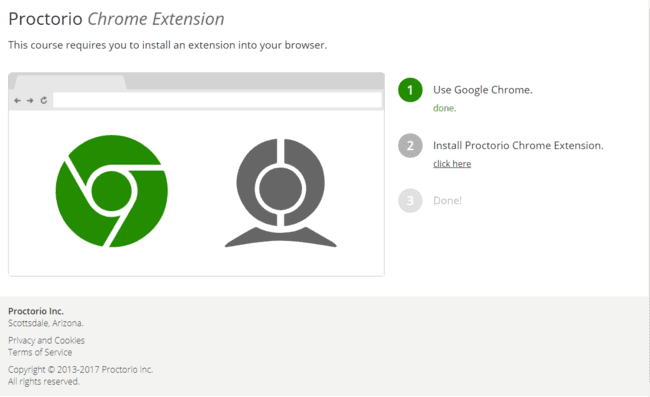 Proctorio Chrome Extension
This course requires you to install an extension into your browser.
1 Use Google Chrome.
done.
2 Install Proctorio Chrome Extension.
click here
3 Done!
Proctorio Inc.
Scottsdale, Arizona.
Privacy and Cookies
Terms of Service
Copyright © 2013-2017 Proctorio Inc.
All rights reserved.